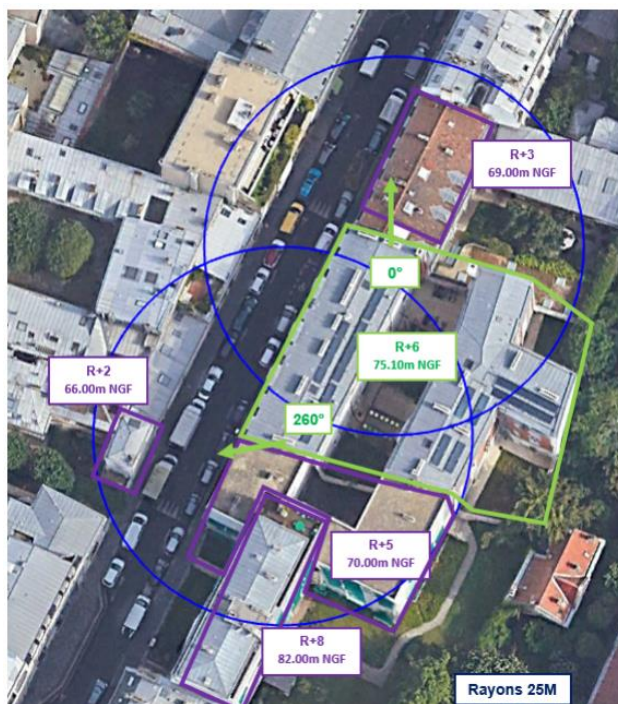 R+3
69.00m NGF
0°
R+6
75.10m NGF
R+2
66.00m NGF
260°
R+5
70.00m NGF
R+8
82.00m NGF
Rayons 25M